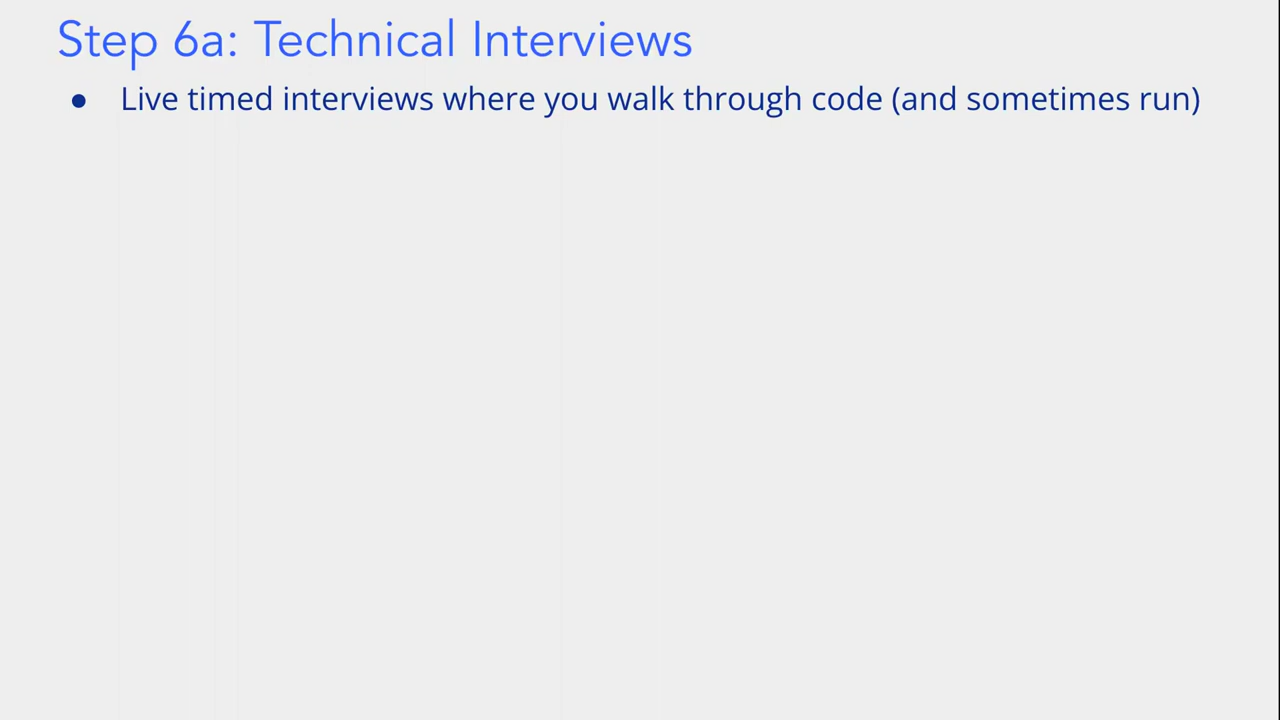 Step 6a: Technical Interviews
● Live timed interviews where you walk through code (and sometimes run)